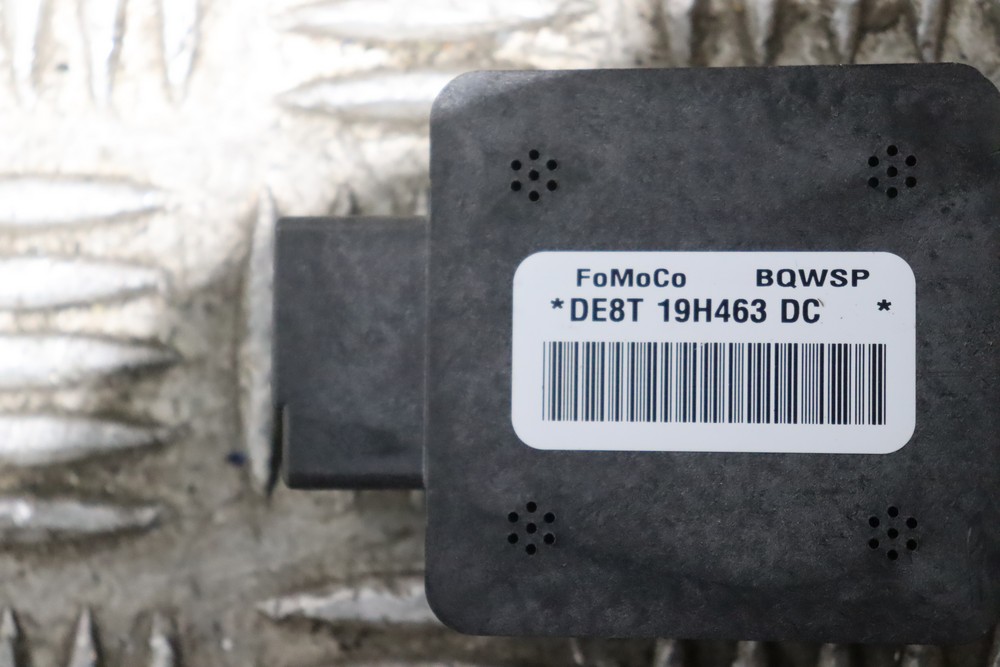 FoMoCo BQWSP
*DE8T 19H463 DC *